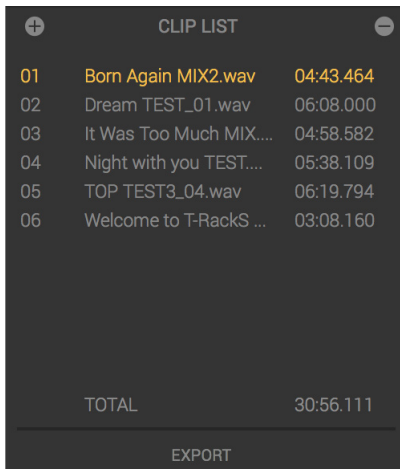 CLIP LIST
01 Born Again MIX2.wav 04:43.464
02 Dream TEST_01.wav 06:08.000
03 It Was Too Much MIX.... 04:58.582
04 Night with you TEST.... 05:38.109
05 TOP TEST3_04.wav 06:19.794
06 Welcome to T-RackS ... 03:08.160
TOTAL 30:56.111
EXPORT